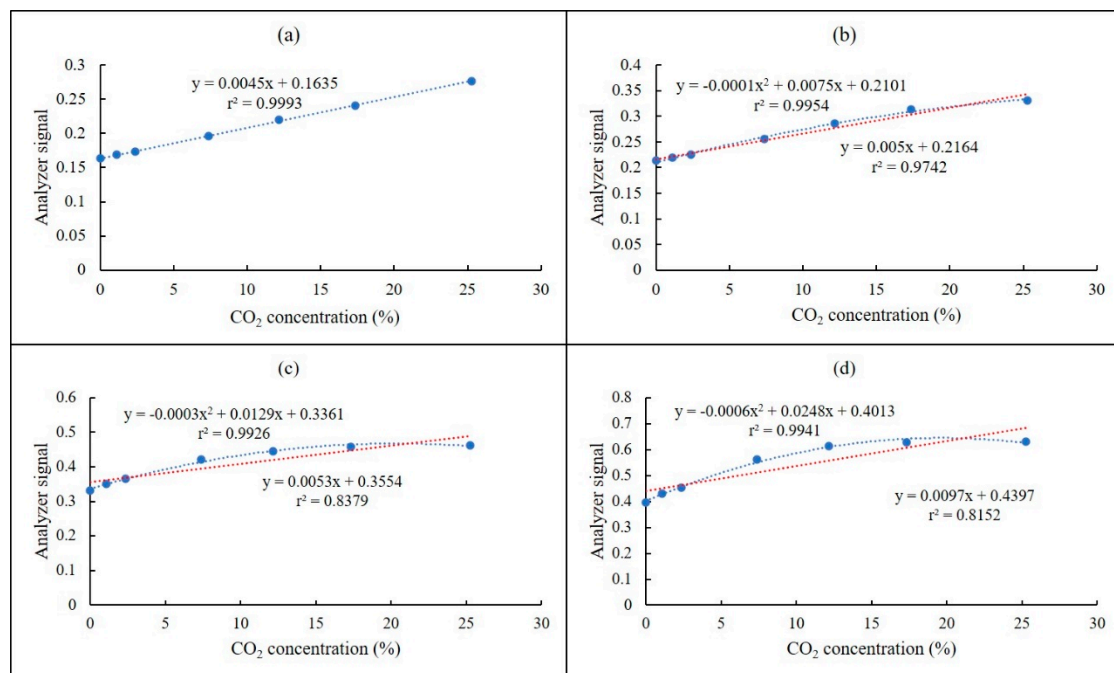 (a)
y = 0.0045x + 0.1635
r² = 0.9993
0.3
0.25
0.2
0.15
0.1
0.05
0
Analyzer signal
0 5 10 15 20 25 30
CO₂ concentration (%)
(b)
y = -0.0001x² + 0.0075x + 0.2101
r² = 0.9954
y = 0.005x + 0.2164
r² = 0.9742
0.4
0.35
0.3
0.25
0.2
0.15
0.1
0.05
0
Analyzer signal
0 5 10 15 20 25 30
CO₂ concentration (%)
(c)
y = -0.0003x² + 0.0129x + 0.3361
r² = 0.9926
y = 0.0053x + 0.3554
r² = 0.8379
0.6
0.5
0.4
0.3
0.2
0.1
0
Analyzer signal
0 5 10 15 20 25 30
CO₂ concentration (%)
(d)
y = -0.0006x² + 0.0248x + 0.4013
r² = 0.9941
y = 0.0097x + 0.4397
r² = 0.8152
0.8
0.7
0.6
0.5
0.4
0.3
0.2
0.1
0
Analyzer signal
0 5 10 15 20 25 30
CO₂ concentration (%)